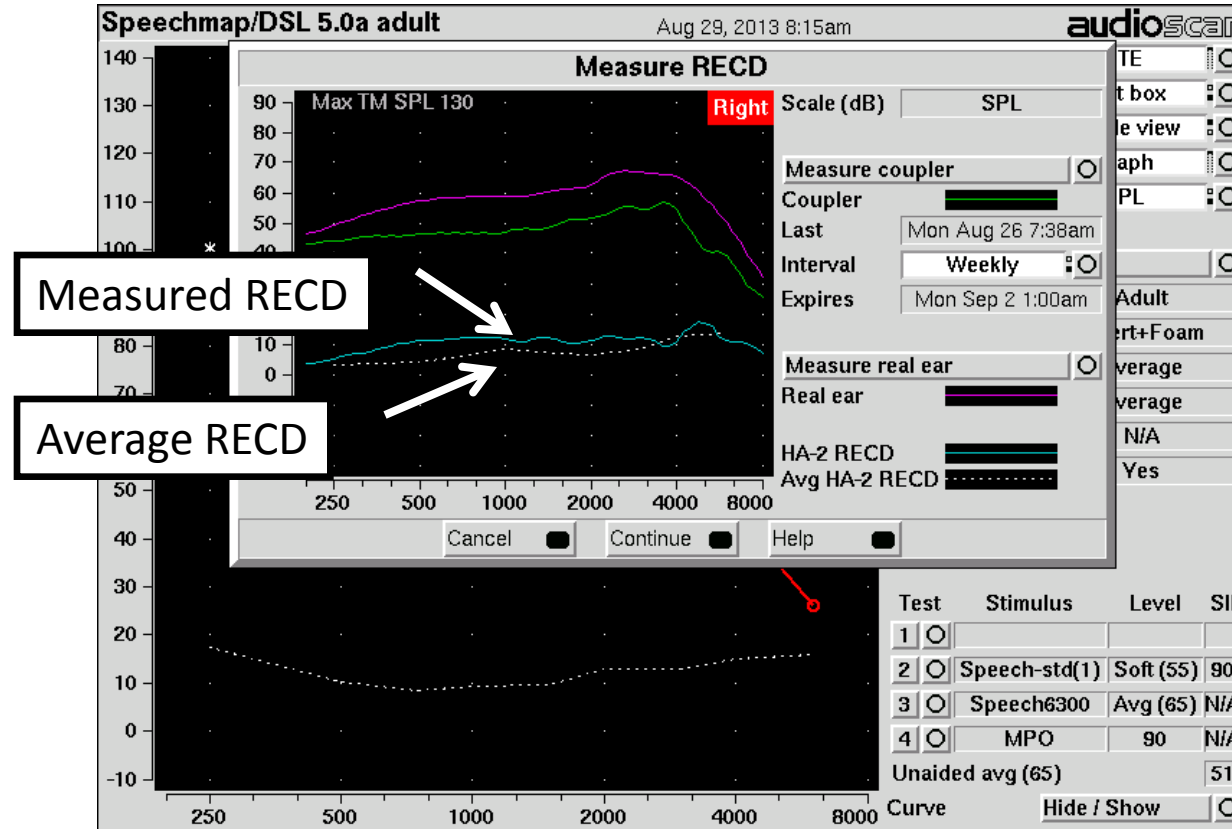 Speechmap/DSL 5.0a adult Aug 29, 2013 8:15am audioscan
Measure RECD
Max TM SPL 130 Right
90
80
70
60
50
40
10
0
250 500 1000 2000 4000 8000
Scale (dB) SPL
Measure coupler
Coupler
Last Mon Aug 26 7:38am
Interval Weekly
Expires Mon Sep 2 1:00am
Measure real ear
Real ear
HA-2 RECD
Avg HA-2 RECD
Cancel Continue Help
Measured RECD
Average RECD
140
130
120
110
100
80
70
50
40
30
20
10
0
-10
250 500 1000 2000 4000 8000
TE
t box
le view
aph
PL
Adult
ert+Foam
verage
verage
N/A
Yes
Test Stimulus Level SII
1
2 Speech-std(1) Soft (55) 90
3 Speech6300 Avg (65) N/A
4 MPO 90 N/A
Unaided avg (65) 51
Curve Hide / Show